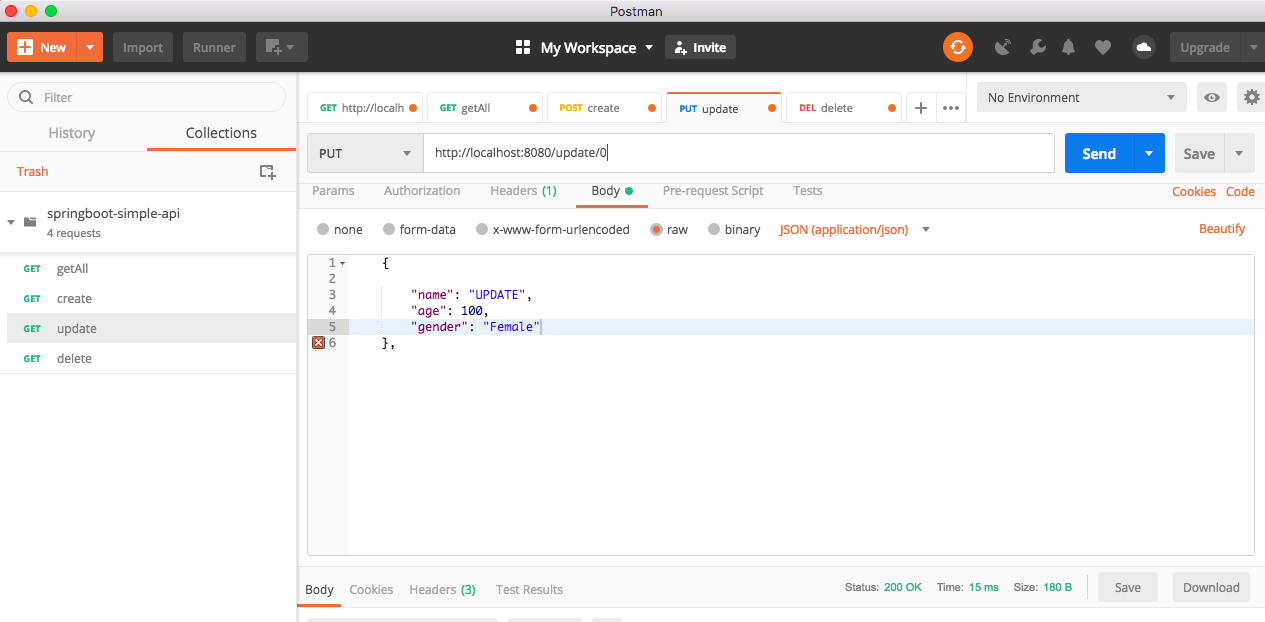 Postman
New Import Runner My Workspace Invite Upgrade
Filter
History Collections
Trash
springboot-simple-api
4 requests
GET getAll
GET create
GET update
GET delete
GET http://localh GET getAll POST create PUT update DEL delete
No Environment
PUT http://localhost:8080/update/0 Send Save
Params Authorization Headers (1) Body Pre-request Script Tests Cookies Code
none form-data x-www-form-urlencoded raw binary JSON (application/json) Beautify
1 {
2
3 "name": "UPDATE",
4 "age": 100,
5 "gender": "Female"
6 },
Body Cookies Headers (3) Test Results Status: 200 OK Time: 15 ms Size: 180 B Save Download